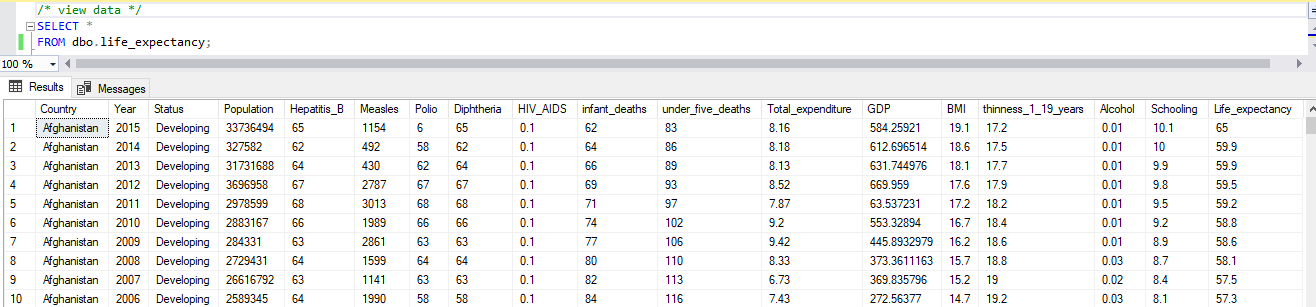 /* view data */
SELECT *
FROM dbo.life_expectancy;
100 %
Results Messages
Country Year Status Population Hepatitis_B Measles Polio Diphtheria HIV_AIDS infant_deaths under_five_deaths Total_expenditure GDP BMI thinness_1_19_years Alcohol Schooling Life_expectancy
1 Afghanistan 2015 Developing 33736494 65 1154 6 65 0.1 62 83 8.16 584.25921 19.1 17.2 0.01 10.1 65
2 Afghanistan 2014 Developing 327582 62 492 58 62 0.1 64 86 8.18 612.696514 18.6 17.5 0.01 10 59.9
3 Afghanistan 2013 Developing 31731688 64 430 62 64 0.1 66 89 8.13 631.744976 18.1 17.7 0.01 9.9 59.9
4 Afghanistan 2012 Developing 3696958 67 2787 67 67 0.1 69 93 8.52 669.959 17.6 17.9 0.01 9.8 59.5
5 Afghanistan 2011 Developing 2978599 68 3013 68 68 0.1 71 97 7.87 63.537231 17.2 18.2 0.01 9.5 59.2
6 Afghanistan 2010 Developing 2883167 66 1989 66 66 0.1 74 102 9.2 553.32894 16.7 18.4 0.01 9.2 58.8
7 Afghanistan 2009 Developing 284331 63 2861 63 63 0.1 77 106 9.42 445.8932979 16.2 18.6 0.01 8.9 58.6
8 Afghanistan 2008 Developing 2729431 64 1599 64 64 0.1 80 110 8.33 373.3611163 15.7 18.8 0.03 8.7 58.1
9 Afghanistan 2007 Developing 26616792 63 1141 63 63 0.1 82 113 6.73 369.835796 15.2 19 0.02 8.4 57.5
10 Afghanistan 2006 Developing 2589345 64 1990 58 58 0.1 84 116 7.43 272.56377 14.7 19.2 0.03 8.1 57.3